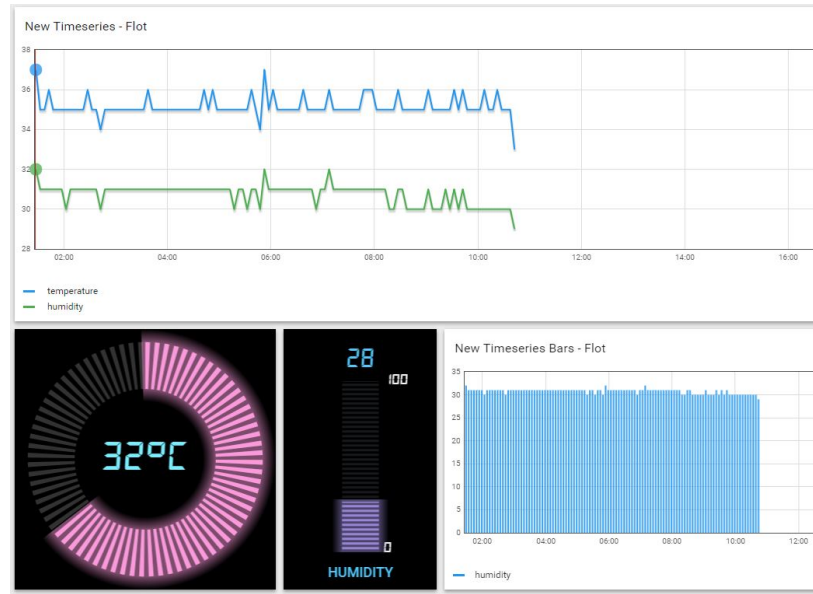 New Timeseries - Flot
38
36
34
32
30
28
02:00 04:00 06:00 08:00 10:00 12:00 14:00 16:00
temperature
humidity
32°C
28
100
0
HUMIDITY
New Timeseries Bars - Flot
35
30
25
20
15
10
5
0
02:00 04:00 06:00 08:00 10:00 12:00
humidity